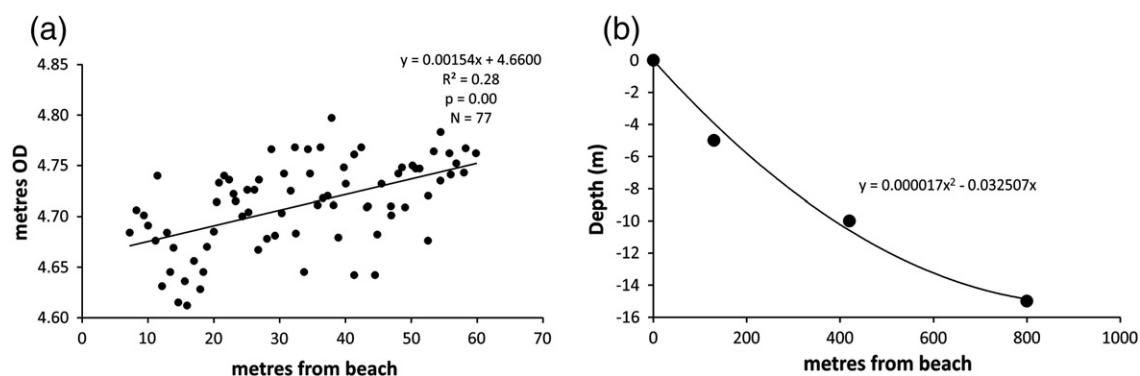 (a)
y = 0.00154x + 4.6600
R² = 0.28
p = 0.00
N = 77
metres OD
4.85
4.80
4.75
4.70
4.65
4.60
0 10 20 30 40 50 60 70
metres from beach
(b)
Depth (m)
0
-2
-4
-6
-8
-10
-12
-14
-16
y = 0.000017x² - 0.032507x
0 200 400 600 800 1000
metres from beach